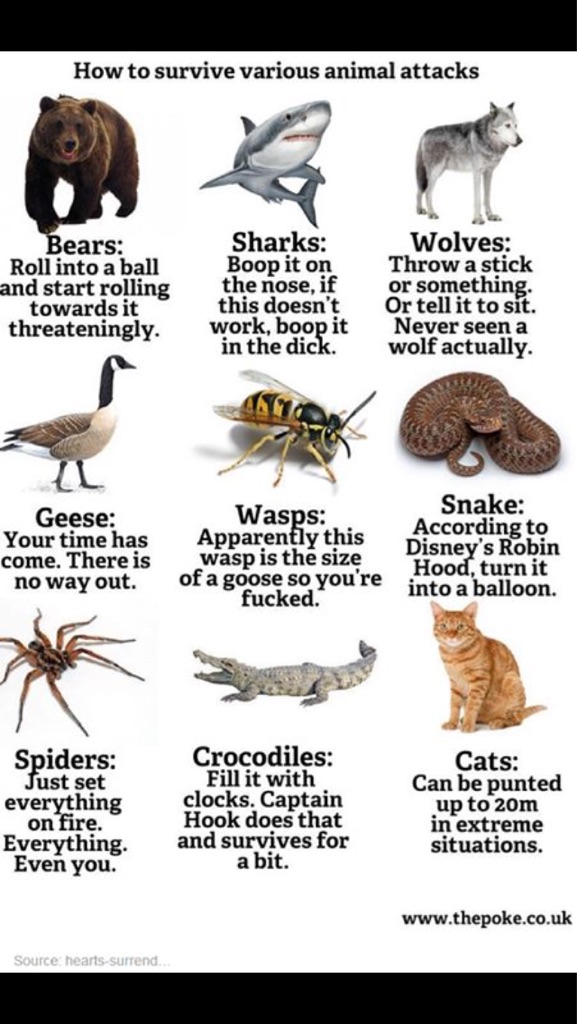 How to survive various animal attacks
Bears:
Roll into a ball
and start rolling
towards it
threateningly.
Sharks:
Boop it on
the nose, if
this doesn't
work, boop it
in the dick.
Wolves:
Throw a stick
or something.
Or tell it to sit.
Never seen a
wolf actually.
Geese:
Your time has
come. There is
no way out.
Wasps:
Apparently this
wasp is the size
of a goose so you're
fucked.
Snake:
According to
Disney's Robin
Hood, turn it
into a balloon.
Spiders:
Just set
everything
on fire.
Everything.
Even you.
Crocodiles:
Fill it with
clocks. Captain
Hook does that
and survives for
a bit.
Cats:
Can be punted
up to 20m
in extreme
situations.
www.thepoke.co.uk
Source: hearts-surrend...